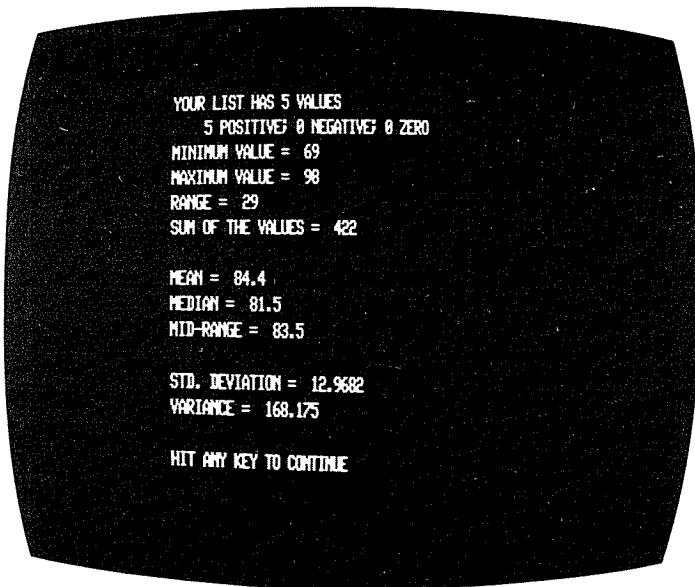 YOUR LIST HAS 5 VALUES
5 POSITIVE; 0 NEGATIVE; 0 ZERO
MINIMUM VALUE = 69
MAXIMUM VALUE = 98
RANGE = 29
SUM OF THE VALUES = 422
MEAN = 84.4
MEDIAN = 81.5
MID-RANGE = 83.5
STD. DEVIATION = 12.9682
VARIANCE = 168.175
HIT ANY KEY TO CONTINUE